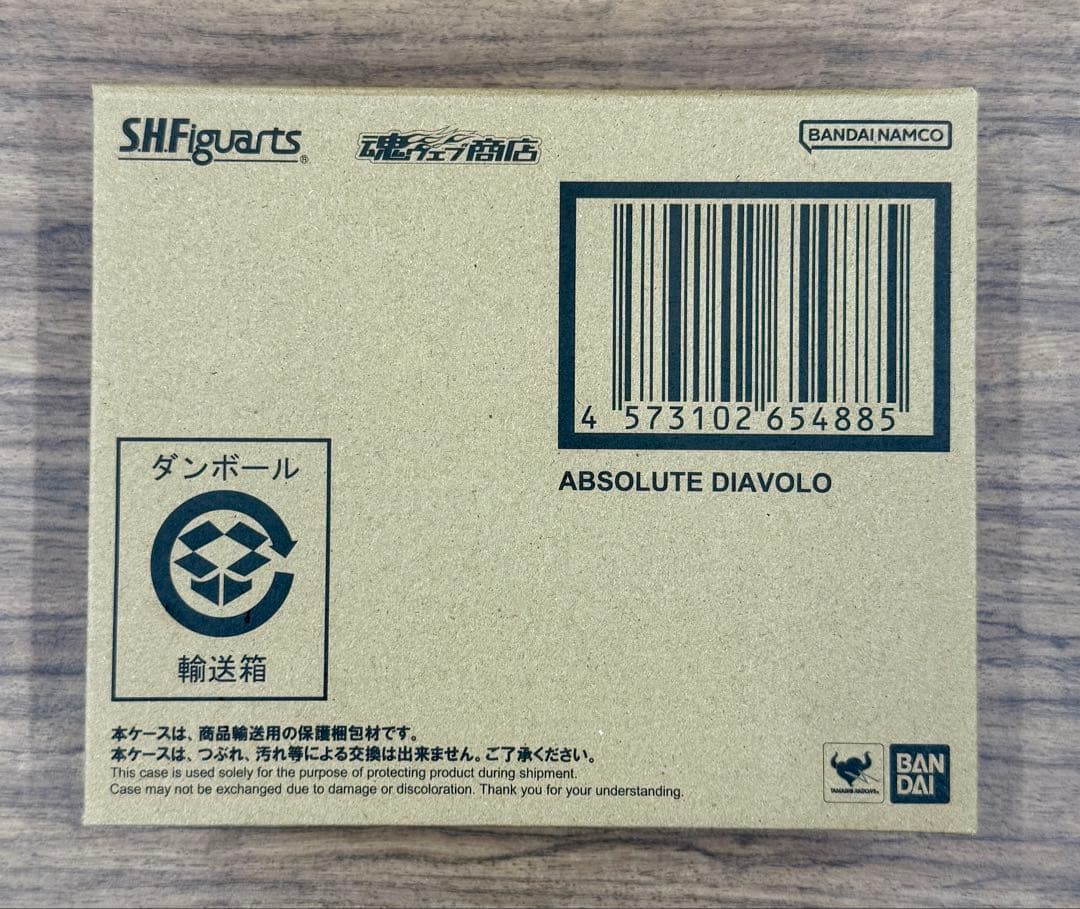 S.H.Figuarts®
魂ウェブ商店
BANDAI NAMCO
4 573102 654885
ABSOLUTE DIAVOLO
ダンボール
輸送箱
本ケースは、商品輸送用の保護梱包材です。
本ケースは、つぶれ、汚れ等による交換は出来ません。ご了承ください。
This case is used solely for the purpose of protecting product during shipment.
Case may not be exchanged due to damage or discoloration. Thank you for your understanding.
TAMASHII NATIONS
BAN
DAI